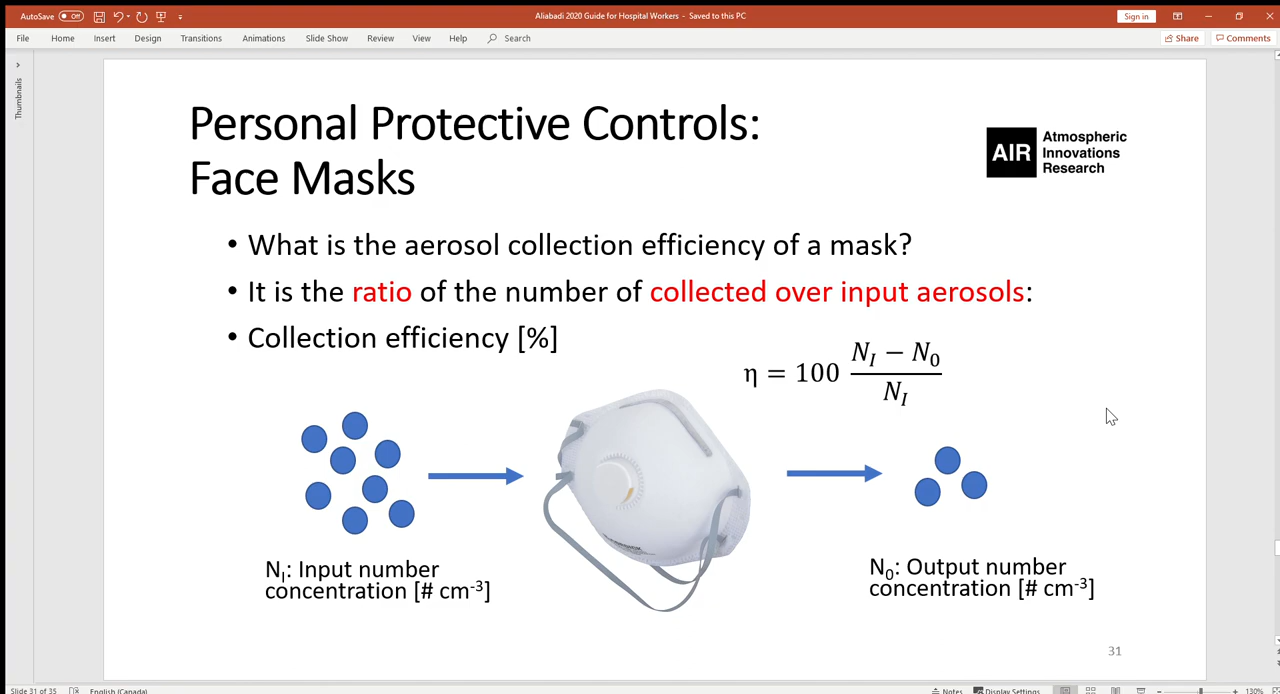 AutoSave Off Aliabadi 2020 Guide for Hospital Workers - Saved to this PC Sign in
File Home Insert Design Transitions Animations Slide Show Review View Help Search Share Comments
Thumbnails
Personal Protective Controls:
Face Masks
AIR Atmospheric
Innovations
Research
• What is the aerosol collection efficiency of a mask?
• It is the ratio of the number of collected over input aerosols:
• Collection efficiency [%]
η = 100 (N_I − N_0) / N_I
N_I: Input number
concentration [# cm⁻³]
N_0: Output number
concentration [# cm⁻³]
31
Slide 31 of 35 English (Canada) Notes Display Settings 130%